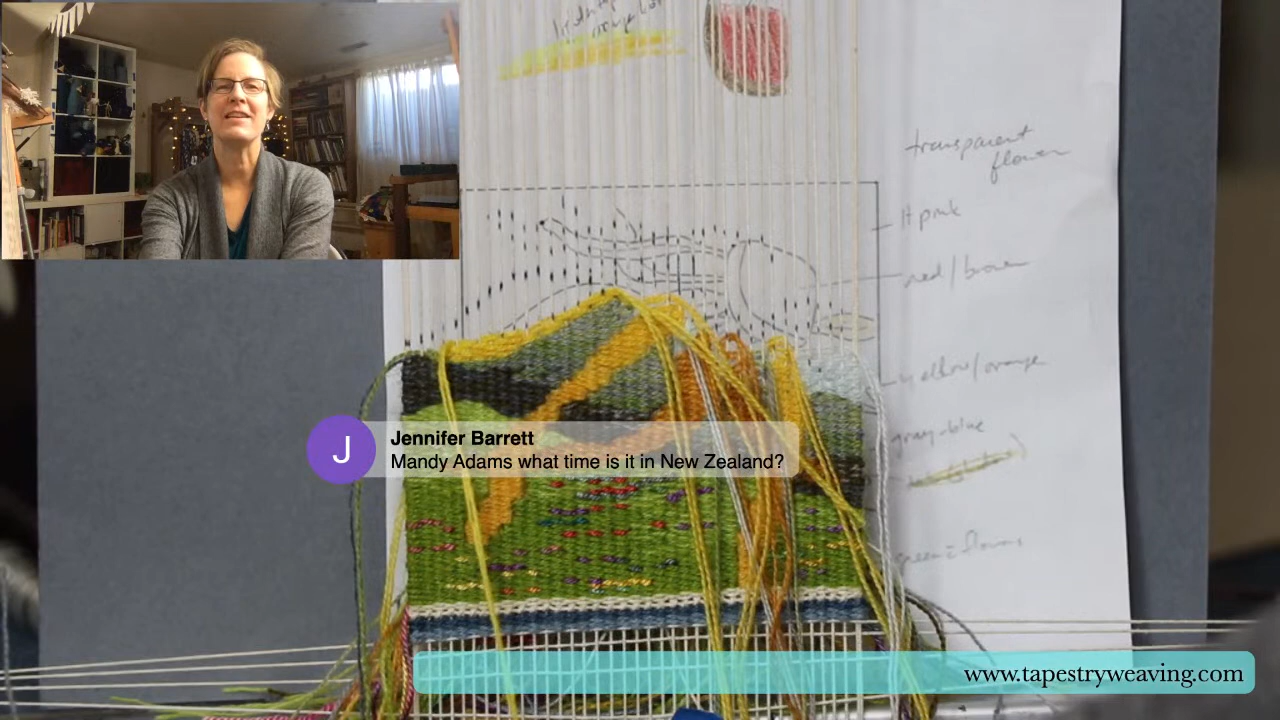 transparent
flower
lt pink
red/brown
yellow/orange
gray-blue
Jennifer Barrett
J
Mandy Adams what time is it in New Zealand?
green = flowers
www.tapestryweaving.com